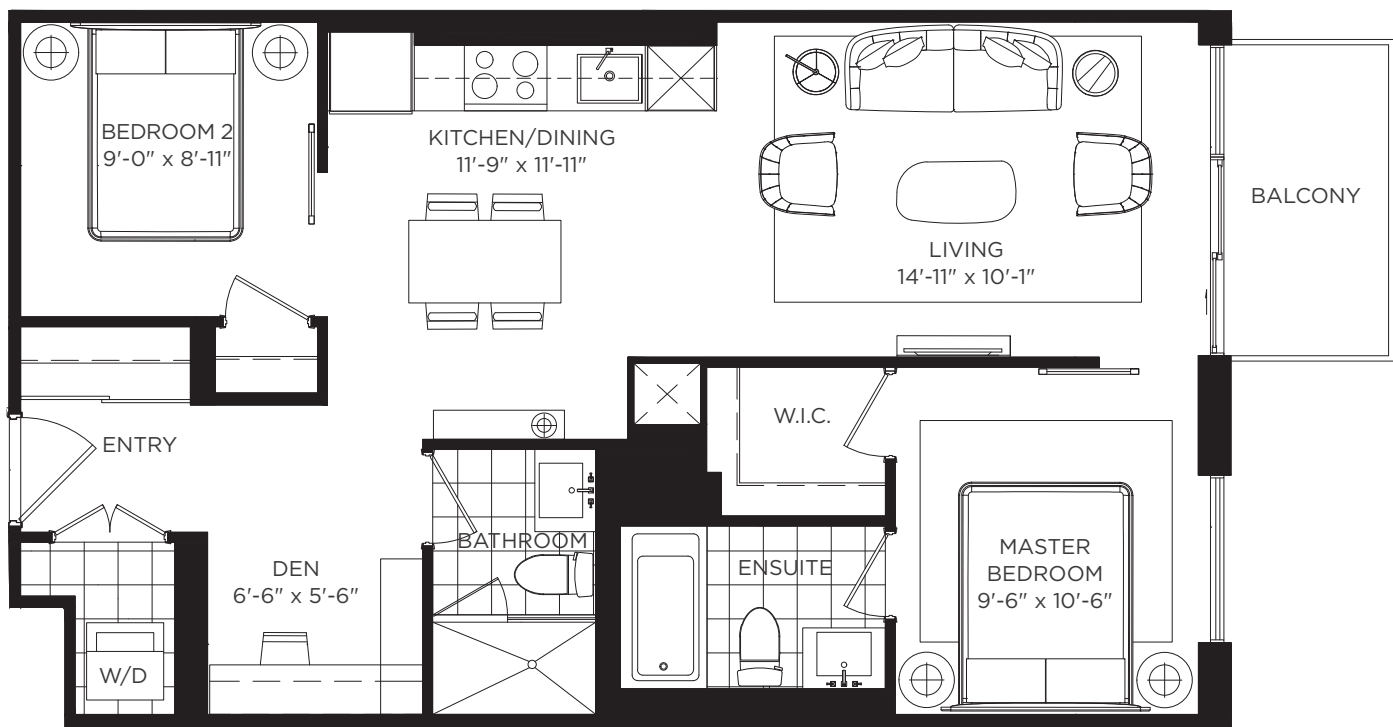 BEDROOM 2
9'-0" x 8'-11"
KITCHEN/DINING
11'-9" x 11'-11"
LIVING
14'-11" x 10'-1"
BALCONY
ENTRY
W.I.C.
BATHROOM
DEN
6'-6" x 5'-6"
ENSUITE
MASTER
BEDROOM
9'-6" x 10'-6"
W/D